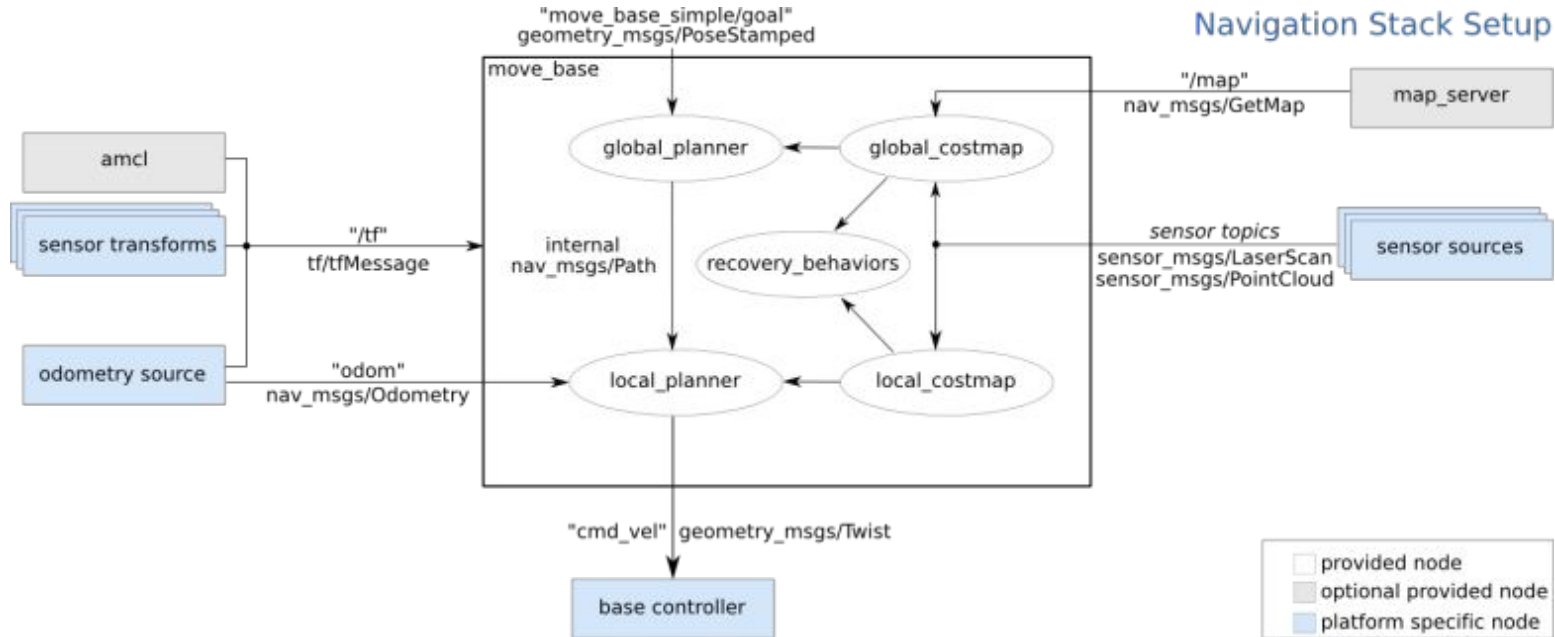 "move_base_simple/goal"
geometry_msgs/PoseStamped
Navigation Stack Setup
move_base
"/map"
nav_msgs/GetMap
map_server
amcl
global_planner
global_costmap
sensor transforms
"/tf"
tf/tfMessage
internal
nav_msgs/Path
recovery_behaviors
sensor topics
sensor_msgs/LaserScan
sensor_msgs/PointCloud
sensor sources
odometry source
"odom"
nav_msgs/Odometry
local_planner
local_costmap
"cmd_vel"
geometry_msgs/Twist
base controller
provided node
optional provided node
platform specific node